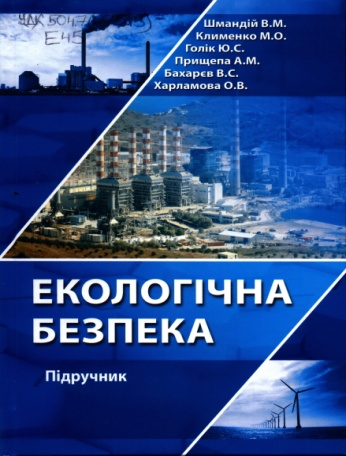 Шмандій В.М.
Клименко М.О.
Голік Ю.С.
Прищепа А.М.
Бахарєв В.С.
Харламова О.В.
ЕКОЛОГІЧНА
БЕЗПЕКА
Підручник